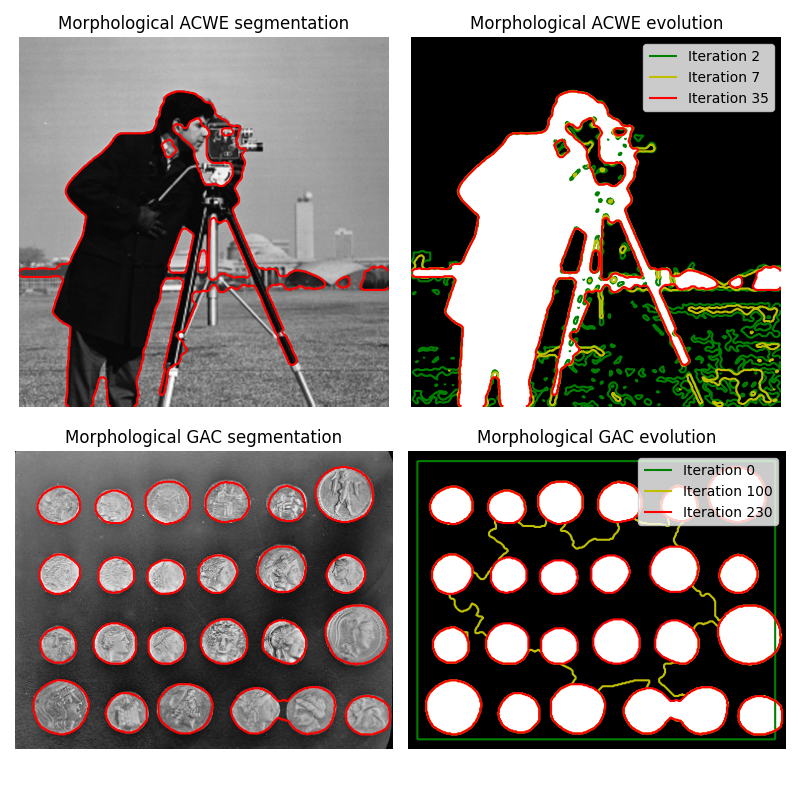 Morphological ACWE segmentation
Morphological ACWE evolution
Iteration 2
Iteration 7
Iteration 35
Morphological GAC segmentation
Morphological GAC evolution
Iteration 0
Iteration 100
Iteration 230